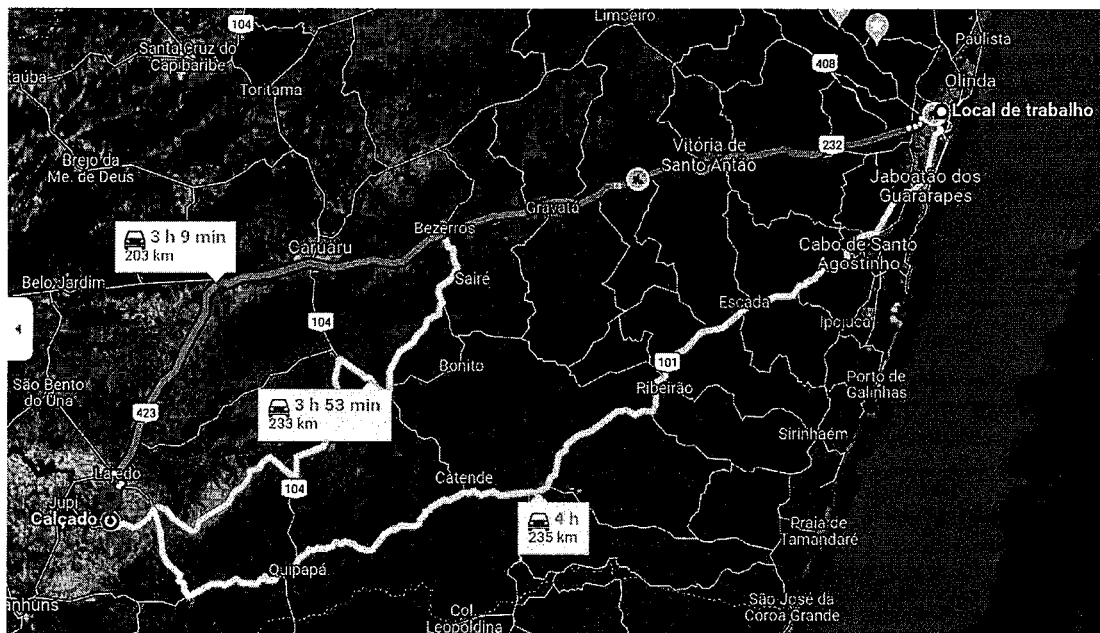 104
Limoeiro
Paulista
Santa Cruz do
Capibaribe
Toritama
408
Olinda
Local de trabalho
232
Vitória de
Santo Antão
Brejo da
Me. de Deus
Jaboatão dos
Guararapes
Gravatá
Bezerros
3 h 9 min
203 km
Caruaru
Cabo de Santo
Agostinho
Sairé
Belo Jardim
Escada
104
Ipojuca
Bonito
101
Ribeirão
Porto de
Galinhas
São Bento
do Una
3 h 53 min
233 km
423
Sirinhaém
Lajedo
104
Catende
Jupi
Calçado
4 h
235 km
Praia de
Tamandaré
Quipapá
anhuns
Col.
Leopoldina
São José da
Coroa Grande